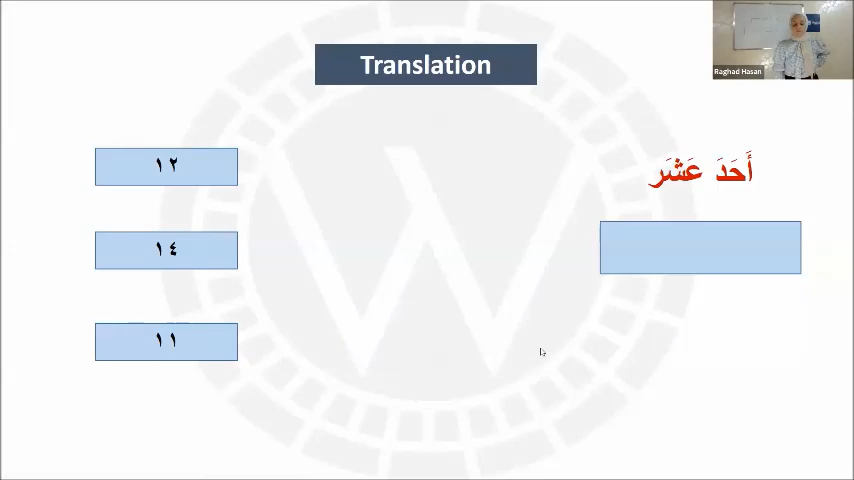 Translation
Raghad Hasan
١٢
أَحَدَ عَشَر
١٤
١١